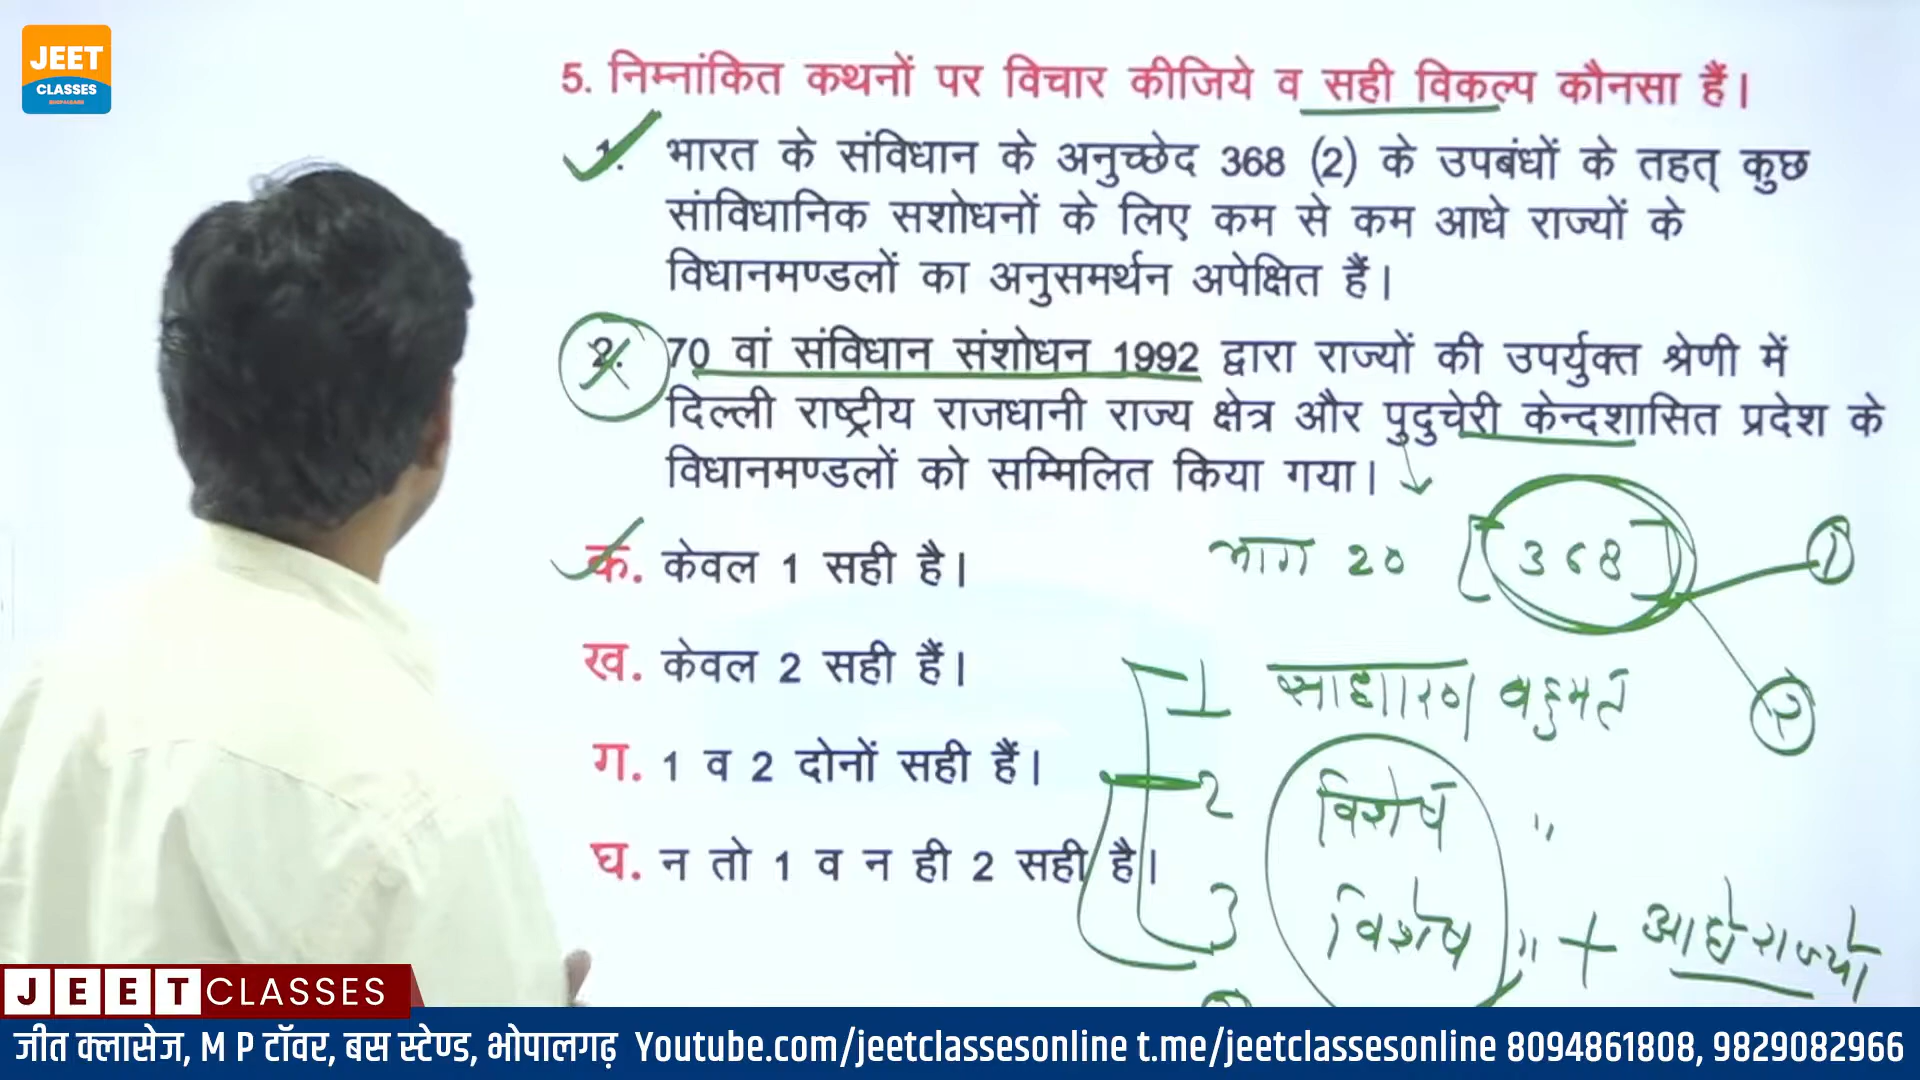 JEET
CLASSES
5. निम्नांकित कथनों पर विचार कीजिये व सही विकल्प कौनसा हैं।
1. भारत के संविधान के अनुच्छेद 368 (2) के उपबंधों के तहत् कुछ
सांविधानिक सशोधनों के लिए कम से कम आधे राज्यों के
विधानमण्डलों का अनुसमर्थन अपेक्षित हैं।
2. 70 वां संविधान संशोधन 1992 द्वारा राज्यों की उपर्युक्त श्रेणी में
दिल्ली राष्ट्रीय राजधानी राज्य क्षेत्र और पुदुचेरी केन्दशासित प्रदेश के
विधानमण्डलों को सम्मिलित किया गया।
क. केवल 1 सही है।
ख. केवल 2 सही हैं।
ग. 1 व 2 दोनों सही हैं।
घ. न तो 1 व न ही 2 सही है।
भाग 20 [368] 1
2
1 साधारण बहुमत
2 विशेष "
3 विशेष " + आधे राज्यो
JEET CLASSES
जीत क्लासेज, M P टॉवर, बस स्टेण्ड, भोपालगढ़ Youtube.com/jeetclassesonline t.me/jeetclassesonline 8094861808, 9829082966